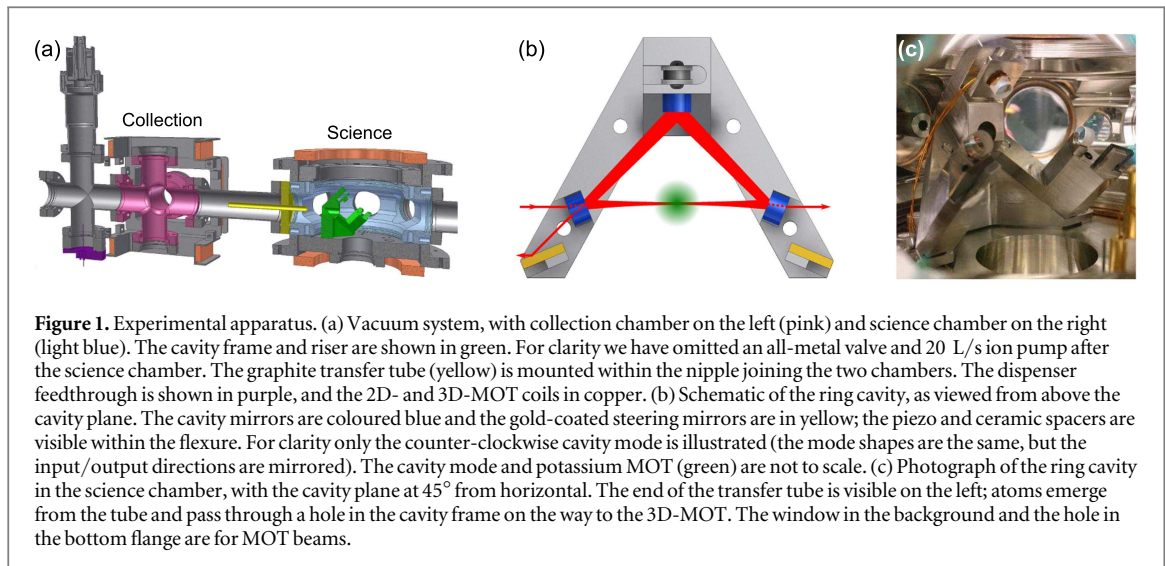 (a)
(b)
(c)
Collection
Science
Figure 1. Experimental apparatus. (a) Vacuum system, with collection chamber on the left (pink) and science chamber on the right
(light blue). The cavity frame and riser are shown in green. For clarity we have omitted an all-metal valve and 20 L/s ion pump after
the science chamber. The graphite transfer tube (yellow) is mounted within the nipple joining the two chambers. The dispenser
feedthrough is shown in purple, and the 2D- and 3D-MOT coils in copper. (b) Schematic of the ring cavity, as viewed from above the
cavity plane. The cavity mirrors are coloured blue and the gold-coated steering mirrors are in yellow; the piezo and ceramic spacers are
visible within the flexure. For clarity only the counter-clockwise cavity mode is illustrated (the mode shapes are the same, but the
input/output directions are mirrored). The cavity mode and potassium MOT (green) are not to scale. (c) Photograph of the ring cavity
in the science chamber, with the cavity plane at 45° from horizontal. The end of the transfer tube is visible on the left; atoms emerge
from the tube and pass through a hole in the cavity frame on the way to the 3D-MOT. The window in the background and the hole in
the bottom flange are for MOT beams.